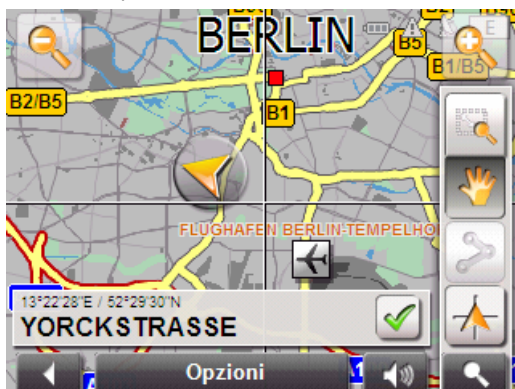 BERLIN
B5
E
B1/B5
B2/B5
B1
FLUGHAFEN BERLIN-TEMPELHO
13°22'28"E / 52°29'30"N
YORCKSTRASSE
Opzioni